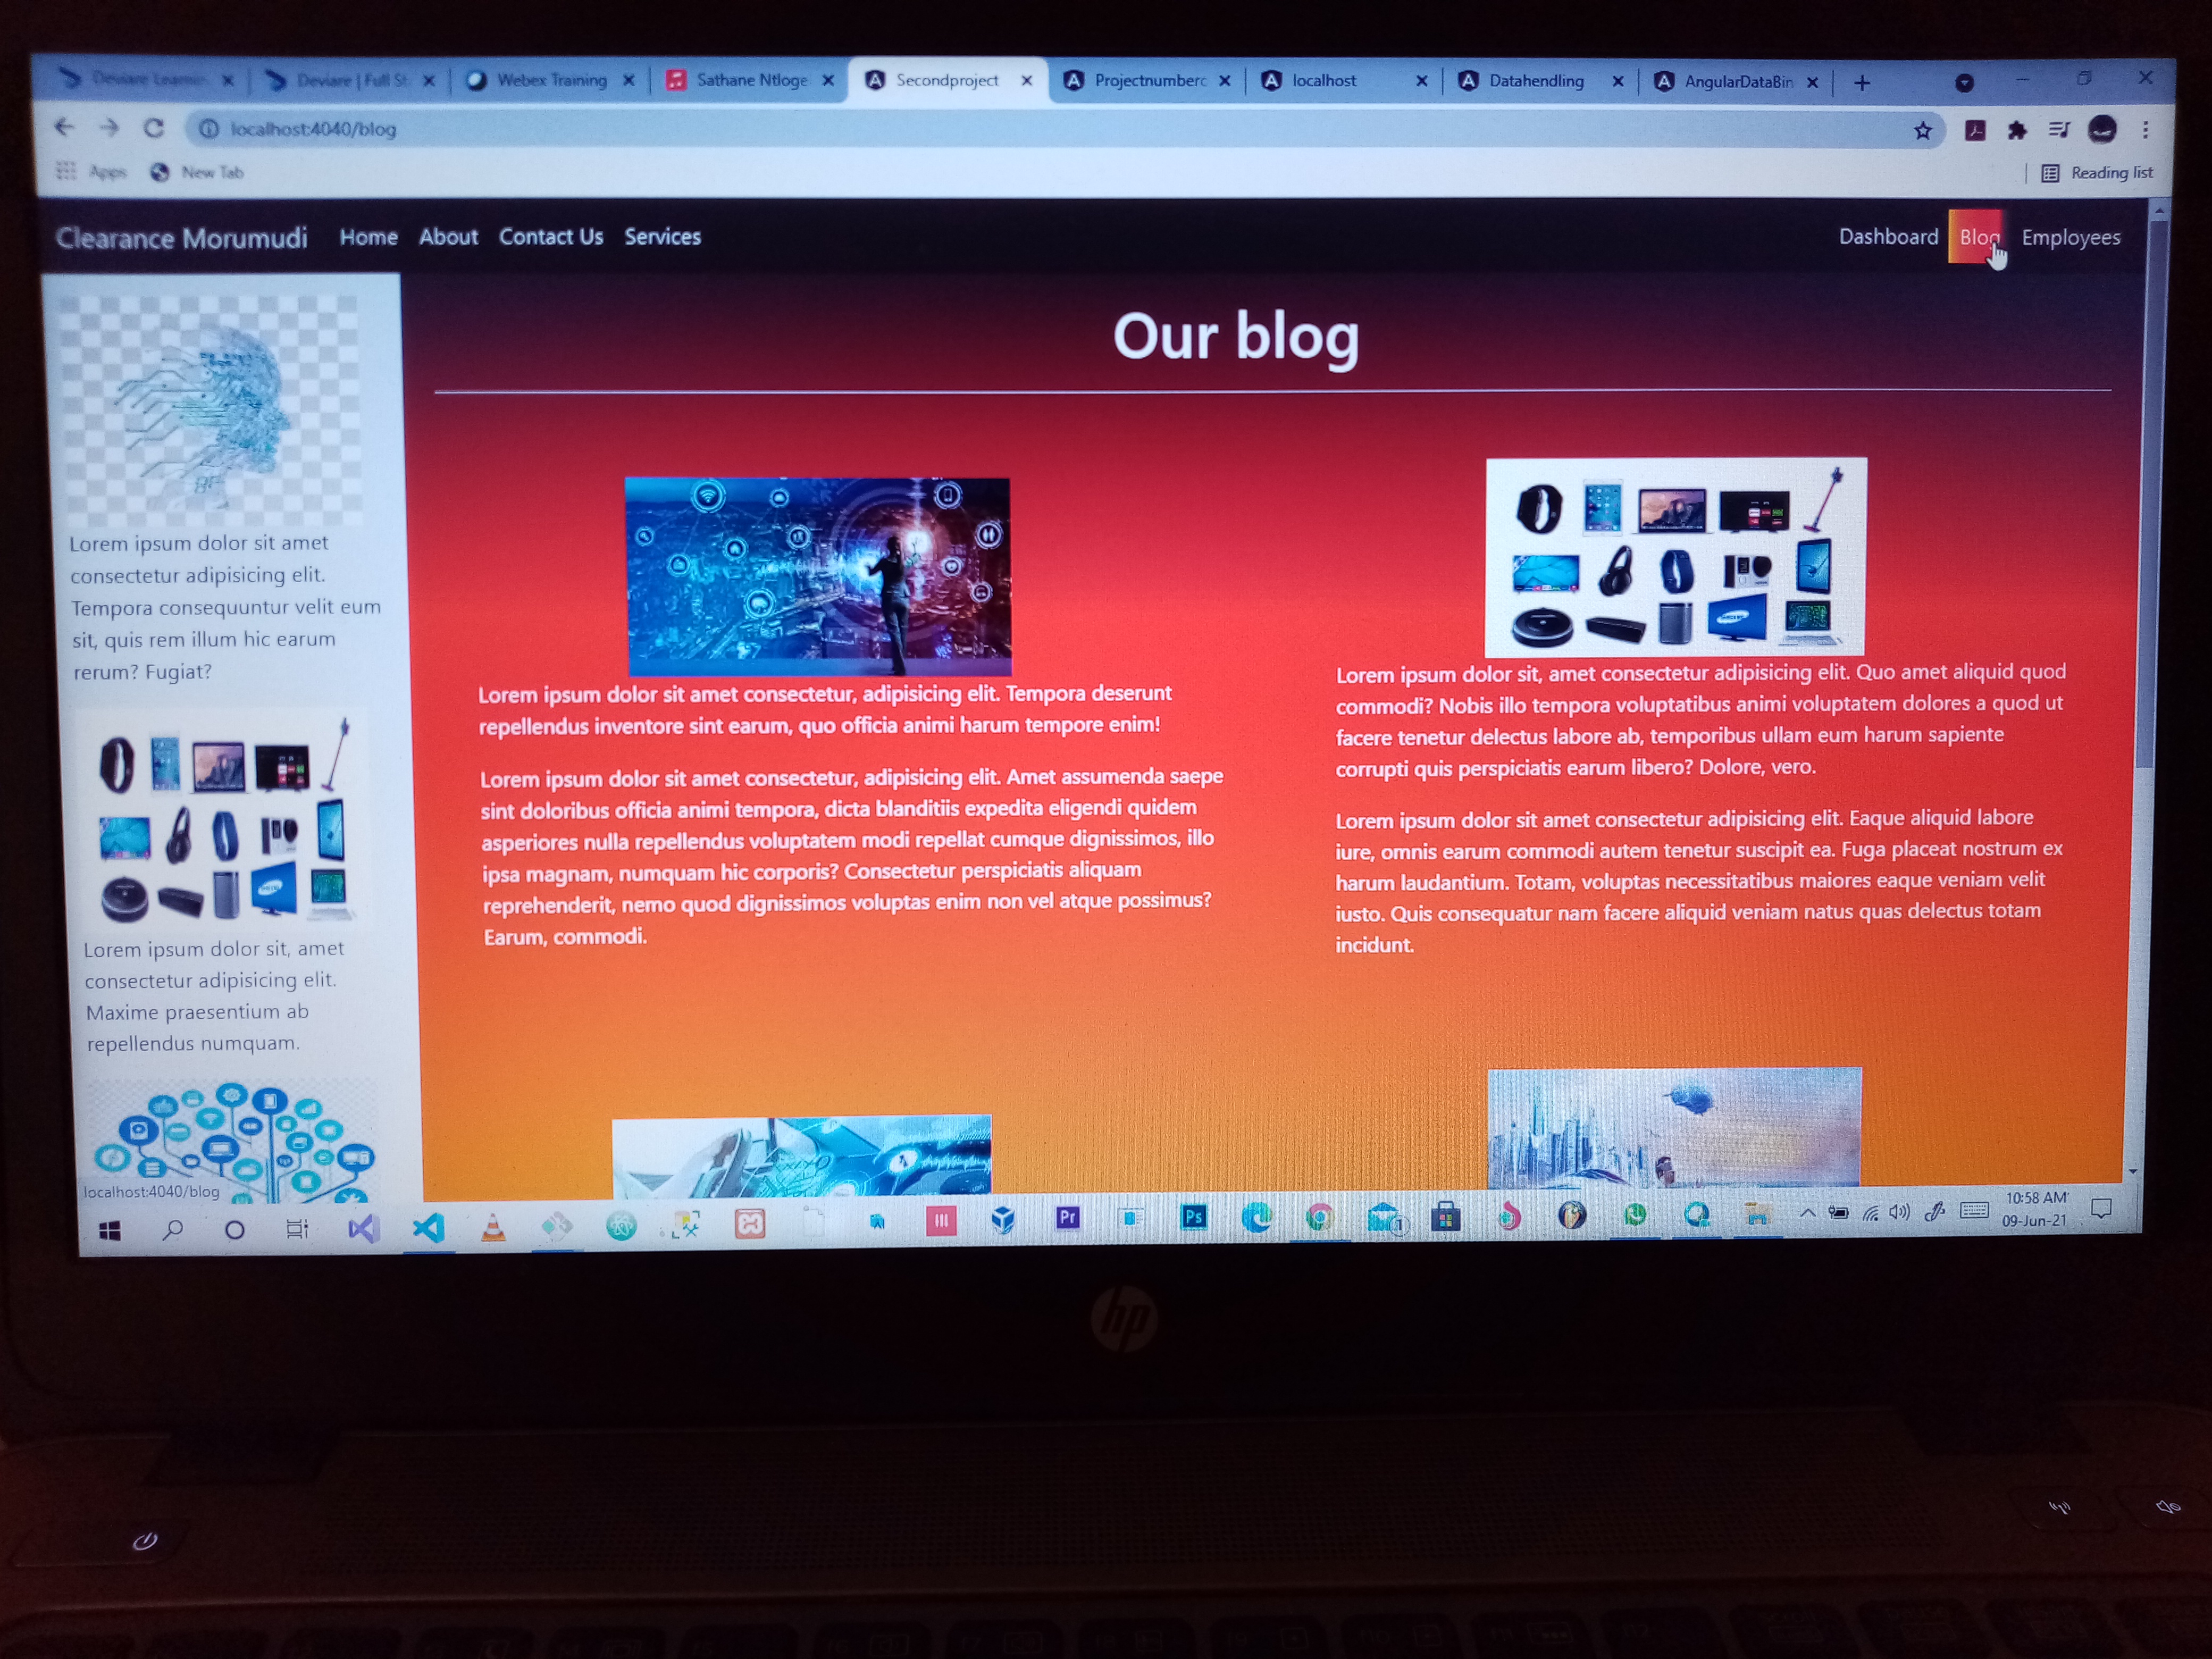 Deviare Learner
Deviare | Full St
Webex Training
Sathane Ntloge
Secondproject
Projectnumberc
localhost
Datahendling
AngularDataBin
localhost:4040/blog
Apps
New Tab
Reading list
Clearance Morumudi
Home
About
Contact Us
Services
Dashboard
Blog
Employees
Lorem ipsum dolor sit amet
consectetur adipisicing elit.
Tempora consequuntur velit eum
sit, quis rem illum hic earum
rerum? Fugiat?
Lorem ipsum dolor sit, amet
consectetur adipisicing elit.
Maxime praesentium ab
repellendus numquam.
localhost:4040/blog
Our blog
Lorem ipsum dolor sit amet consectetur, adipisicing elit. Tempora deserunt
repellendus inventore sint earum, quo officia animi harum tempore enim!
Lorem ipsum dolor sit amet consectetur, adipisicing elit. Amet assumenda saepe
sint doloribus officia animi tempora, dicta blanditiis expedita eligendi quidem
asperiores nulla repellendus voluptatem modi repellat cumque dignissimos, illo
ipsa magnam, numquam hic corporis? Consectetur perspiciatis aliquam
reprehenderit, nemo quod dignissimos voluptas enim non vel atque possimus?
Earum, commodi.
Lorem ipsum dolor sit, amet consectetur adipisicing elit. Quo amet aliquid quod
commodi? Nobis illo tempora voluptatibus animi voluptatem dolores a quod ut
facere tenetur delectus labore ab, temporibus ullam eum harum sapiente
corrupti quis perspiciatis earum libero? Dolore, vero.
Lorem ipsum dolor sit amet consectetur adipisicing elit. Eaque aliquid labore
iure, omnis earum commodi autem tenetur suscipit ea. Fuga placeat nostrum ex
harum laudantium. Totam, voluptas necessitatibus maiores eaque veniam velit
iusto. Quis consequatur nam facere aliquid veniam natus quas delectus totam
incidunt.
Pr
Ps
1
10:58 AM
09-Jun-21
hp